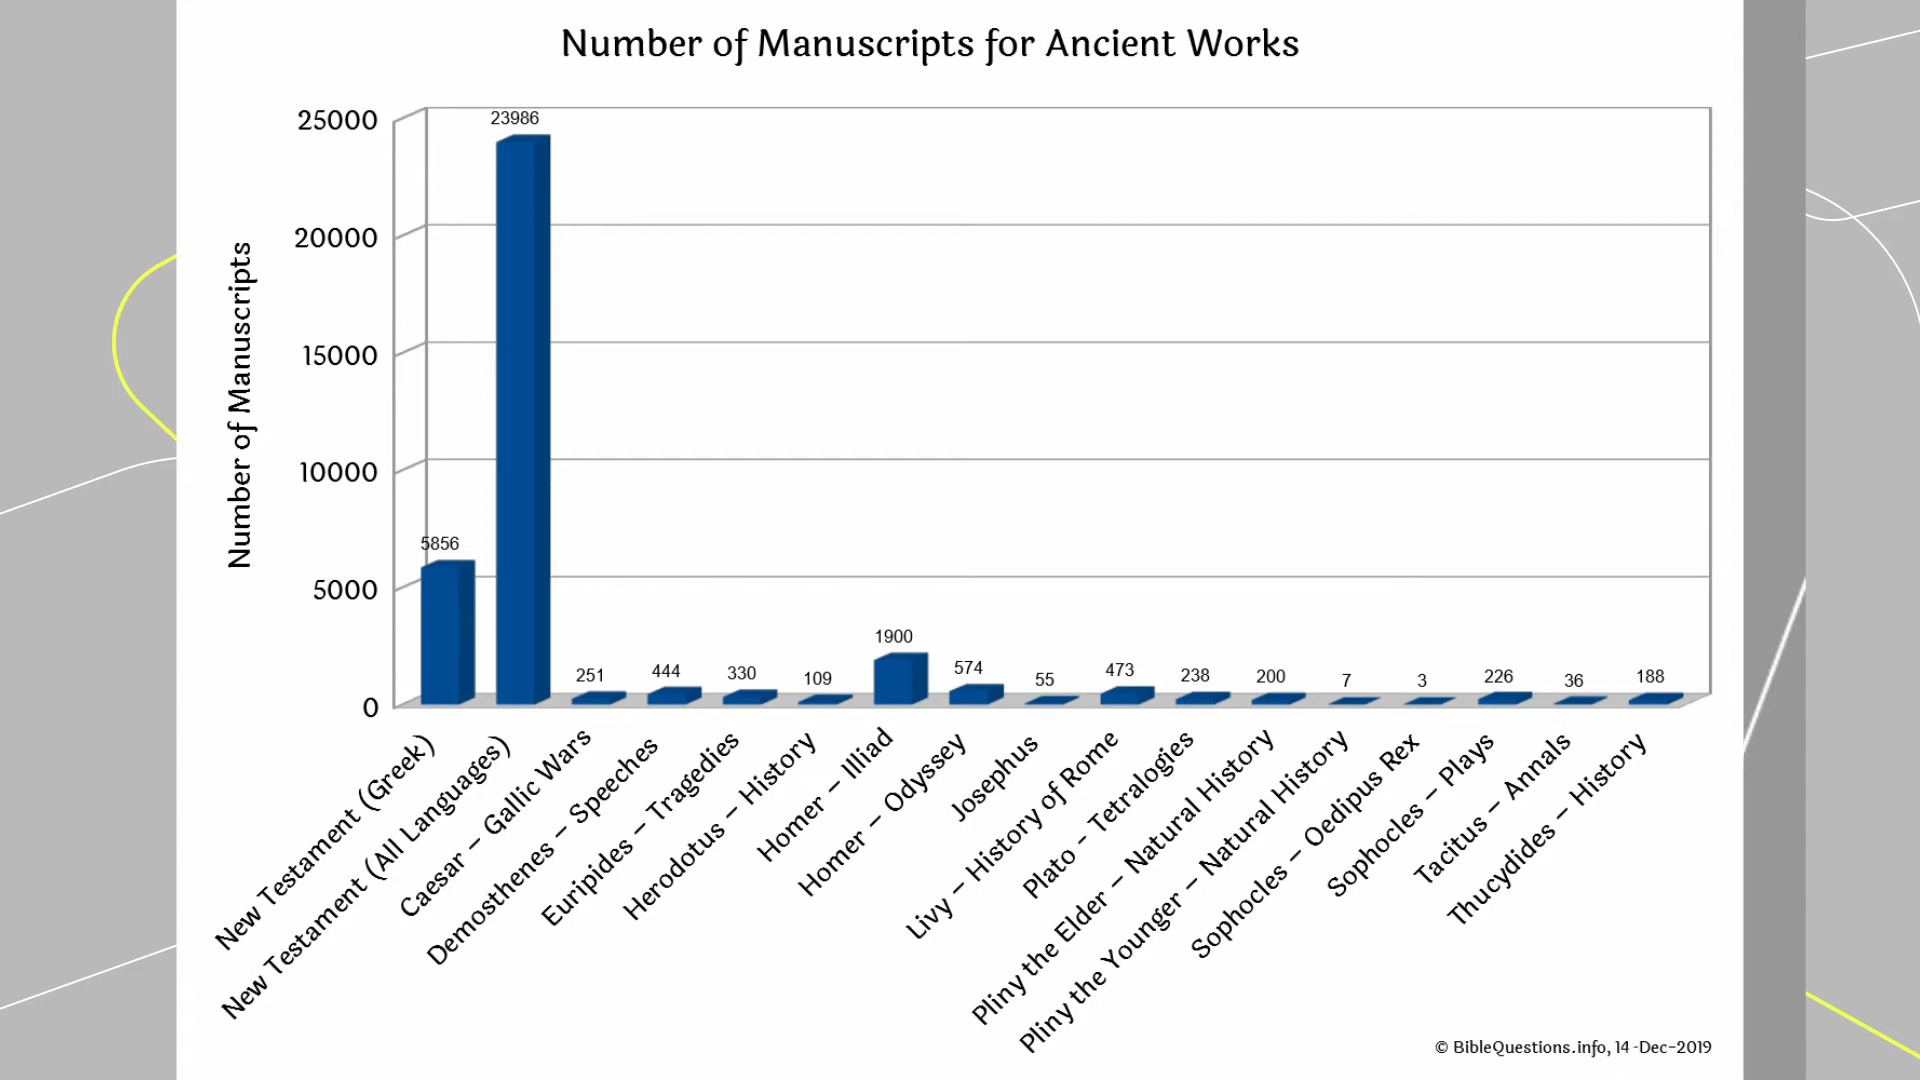 Number of Manuscripts for Ancient Works
Number of Manuscripts
25000
20000
15000
10000
5000
0
5856
23986
251
444
330
109
1900
574
55
473
238
200
7
3
226
36
188
New Testament (Greek)
New Testament (All Languages)
Caesar – Gallic Wars
Demosthenes – Speeches
Euripides – Tragedies
Herodotus – History
Homer – Illiad
Homer – Odyssey
Josephus
Livy – History of Rome
Plato - Tetralogies
Pliny the Elder – Natural History
Pliny the Younger – Natural History
Sophocles – Oedipus Rex
Sophocles – Plays
Tacitus – Annals
Thucydides – History
© BibleQuestions.info, 14-Dec-2019